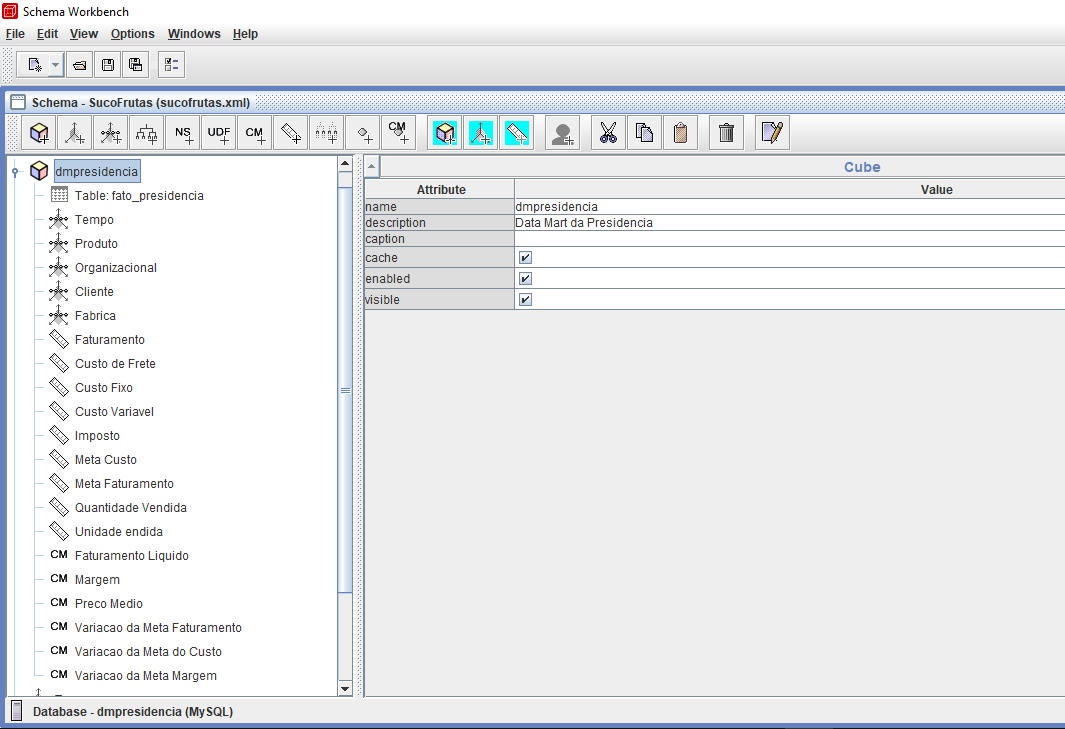 Schema Workbench
File Edit View Options Windows Help
Schema - SucoFrutas (sucofrutas.xml)
NS UDF CM CM
dmpresidencia
Table: fato_presidencia
Tempo
Produto
Organizacional
Cliente
Fabrica
Faturamento
Custo de Frete
Custo Fixo
Custo Variavel
Imposto
Meta Custo
Meta Faturamento
Quantidade Vendida
Unidade endida
CM Faturamento Liquido
CM Margem
CM Preco Medio
CM Variacao da Meta Faturamento
CM Variacao da Meta do Custo
CM Variacao da Meta Margem
Cube
Attribute Value
name dmpresidencia
description Data Mart da Presidencia
caption
cache
enabled
visible
Database - dmpresidencia (MySQL)